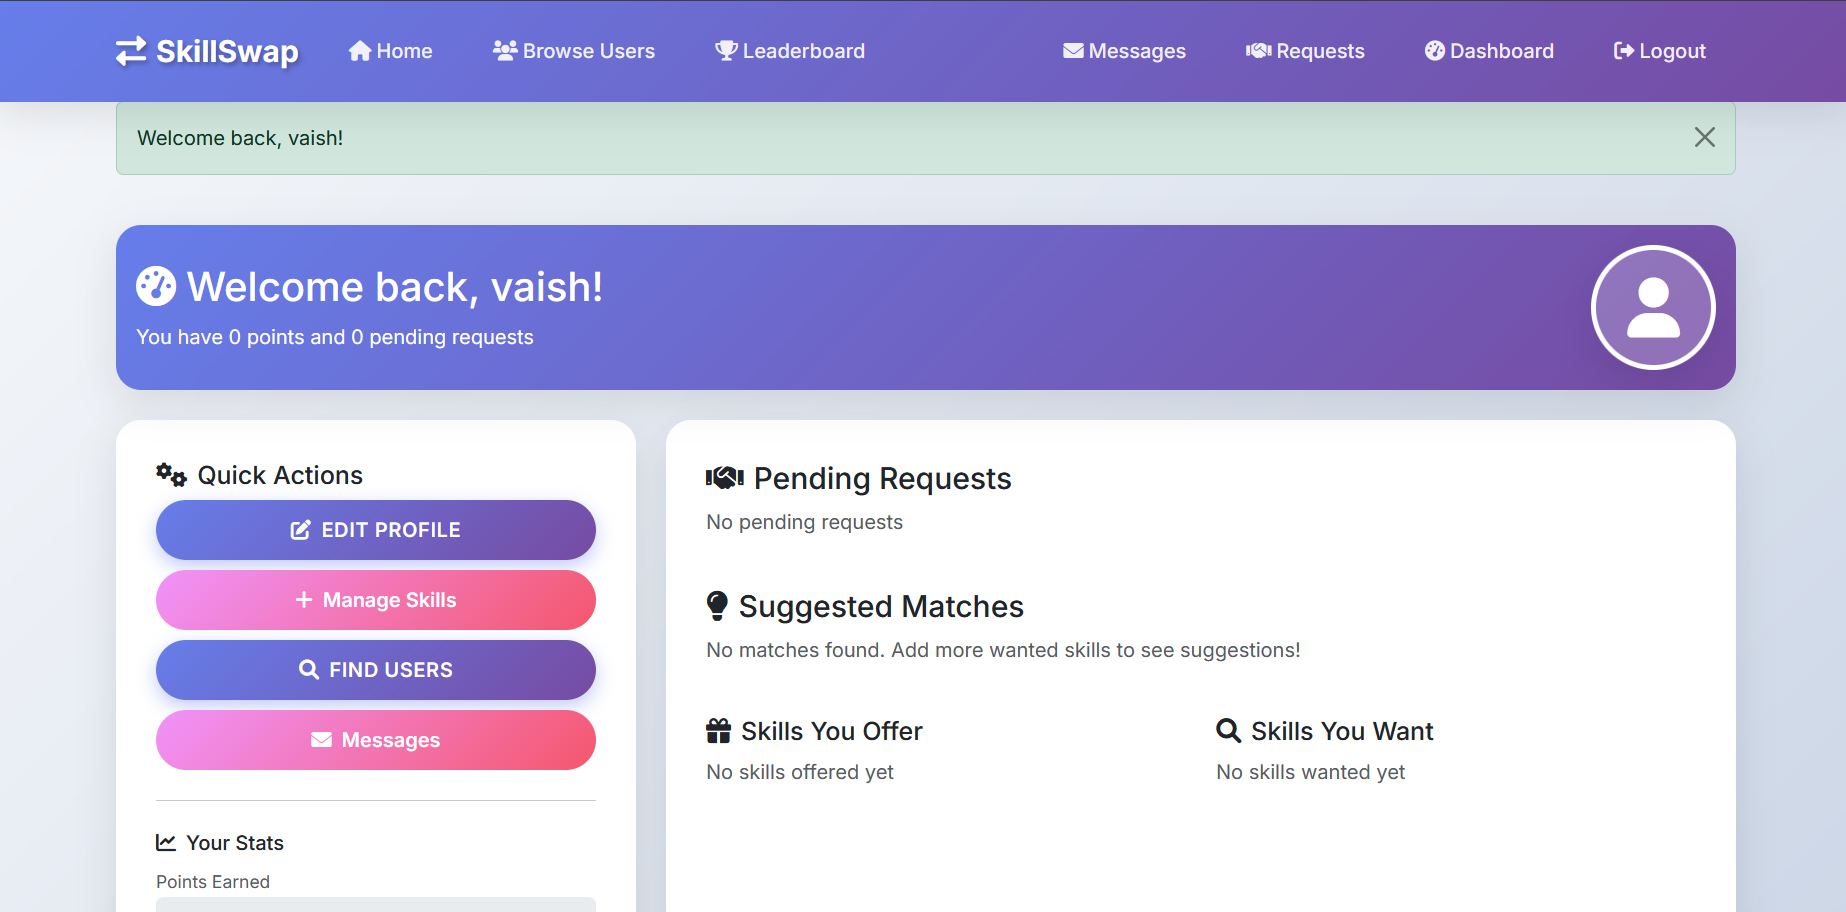 SkillSwap Home Browse Users Leaderboard Messages Requests Dashboard Logout
Welcome back, vaish!
Welcome back, vaish!
You have 0 points and 0 pending requests
Quick Actions
EDIT PROFILE
Manage Skills
FIND USERS
Messages
Your Stats
Points Earned
Pending Requests
No pending requests
Suggested Matches
No matches found. Add more wanted skills to see suggestions!
Skills You Offer
No skills offered yet
Skills You Want
No skills wanted yet